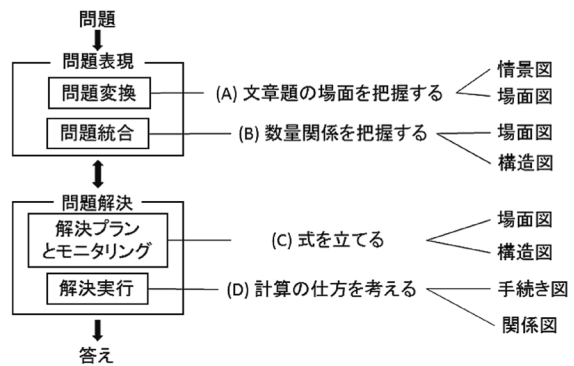 問題
問題表現
問題変換
(A) 文章題の場面を把握する
情景図
場面図
問題統合
(B) 数量関係を把握する
場面図
構造図
問題解決
解決プラン
とモニタリング
(C) 式を立てる
場面図
構造図
解決実行
(D) 計算の仕方を考える
手続き図
関係図
答え